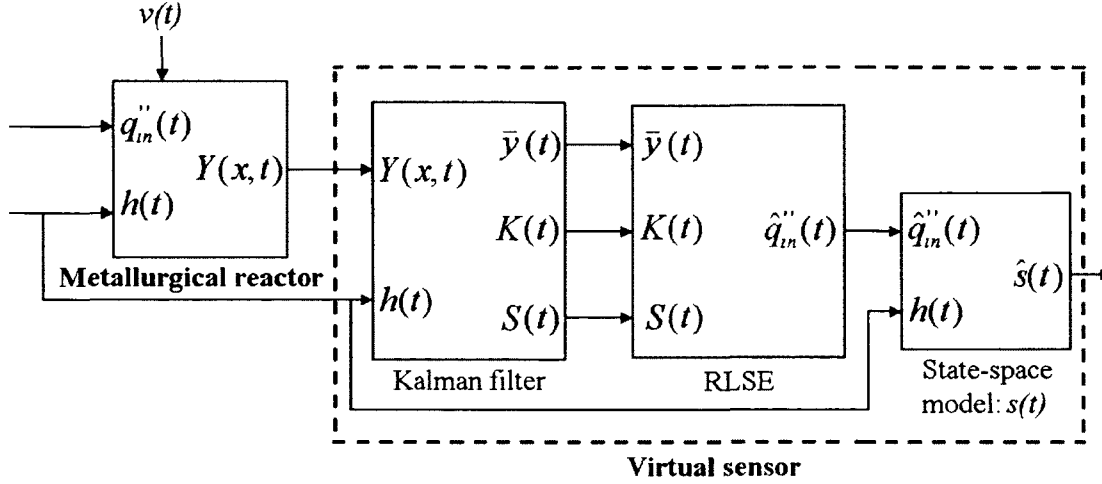 v(t)
q''in(t)
Y(x,t)
h(t)
Metallurgical reactor
Y(x,t)
h(t)
ȳ(t)
K(t)
S(t)
Kalman filter
ȳ(t)
K(t)
S(t)
q̂''in(t)
RLSE
q̂''in(t)
h(t)
ŝ(t)
State-space
model: s(t)
Virtual sensor